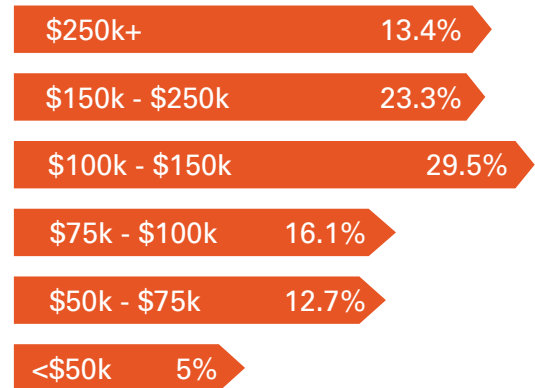 $250k+ 13.4%
$150k - $250k 23.3%
$100k - $150k 29.5%
$75k - $100k 16.1%
$50k - $75k 12.7%
<$50k 5%